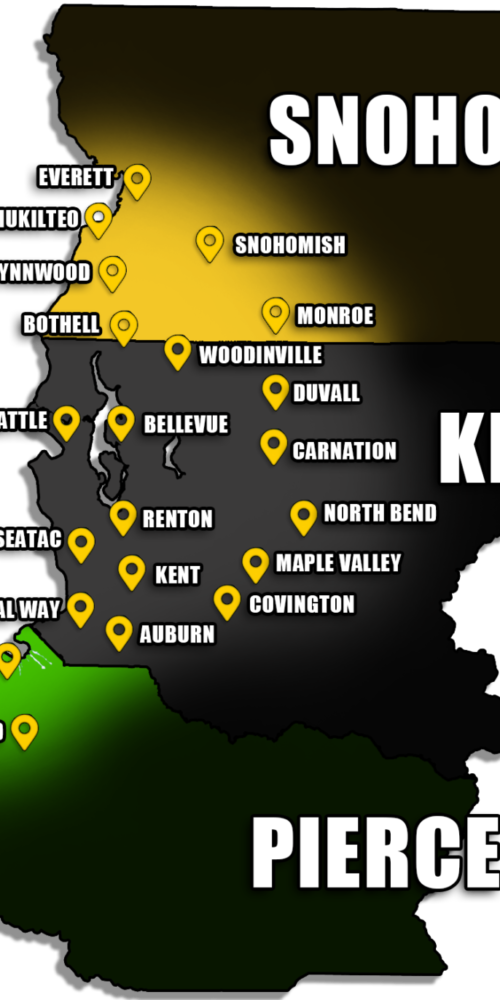 SNOHO
EVERETT
MUKILTEO
SNOHOMISH
YNNWOOD
BOTHELL
MONROE
WOODINVILLE
DUVALL
ATTLE
BELLEVUE
CARNATION
KI
RENTON
NORTH BEND
SEATAC
MAPLE VALLEY
KENT
AL WAY
COVINGTON
AUBURN
PIERCE